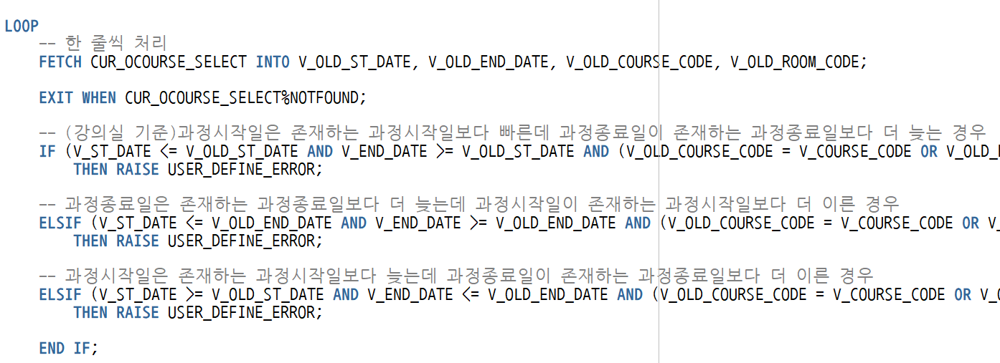 LOOP
-- 한 줄씩 처리
FETCH CUR_OCOURSE_SELECT INTO V_OLD_ST_DATE, V_OLD_END_DATE, V_OLD_COURSE_CODE, V_OLD_ROOM_CODE;
EXIT WHEN CUR_OCOURSE_SELECT%NOTFOUND;
-- (강의실 기준)과정시작일은 존재하는 과정시작일보다 빠른데 과정종료일이 존재하는 과정종료일보다 더 늦는 경우
IF (V_ST_DATE <= V_OLD_ST_DATE AND V_END_DATE >= V_OLD_ST_DATE AND (V_OLD_COURSE_CODE = V_COURSE_CODE OR V_OLD_
THEN RAISE USER_DEFINE_ERROR;
-- 과정종료일은 존재하는 과정종료일보다 더 늦는데 과정시작일이 존재하는 과정시작일보다 더 이른 경우
ELSIF (V_ST_DATE <= V_OLD_END_DATE AND V_END_DATE >= V_OLD_END_DATE AND (V_OLD_COURSE_CODE = V_COURSE_CODE OR V_
THEN RAISE USER_DEFINE_ERROR;
-- 과정시작일은 존재하는 과정시작일보다 늦는데 과정종료일이 존재하는 과정종료일보다 더 이른 경우
ELSIF (V_ST_DATE >= V_OLD_ST_DATE AND V_END_DATE <= V_OLD_END_DATE AND (V_OLD_COURSE_CODE = V_COURSE_CODE OR V_O
THEN RAISE USER_DEFINE_ERROR;
END IF;